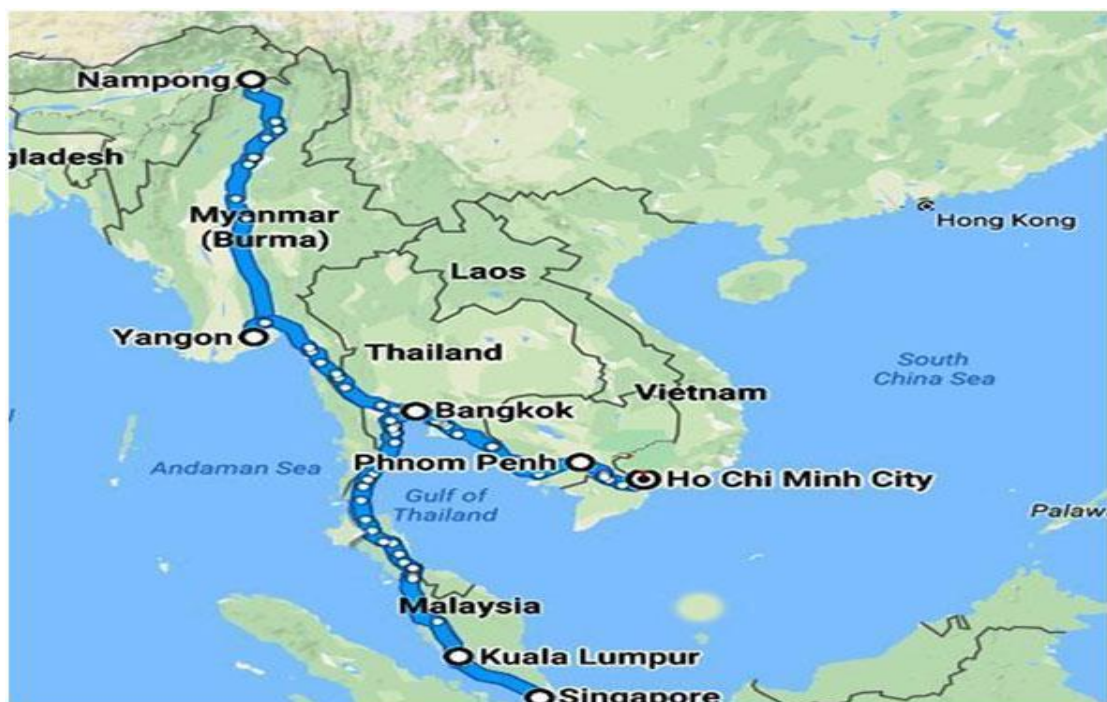 Nampong
gladesh
Myanmar
(Burma)
Hong Kong
Laos
Yangon
Thailand
South
China Sea
Vietnam
Bangkok
Andaman Sea
Phnom Penh
Ho Chi Minh City
Gulf of
Thailand
Palaw
Malaysia
Kuala Lumpur
Singapore